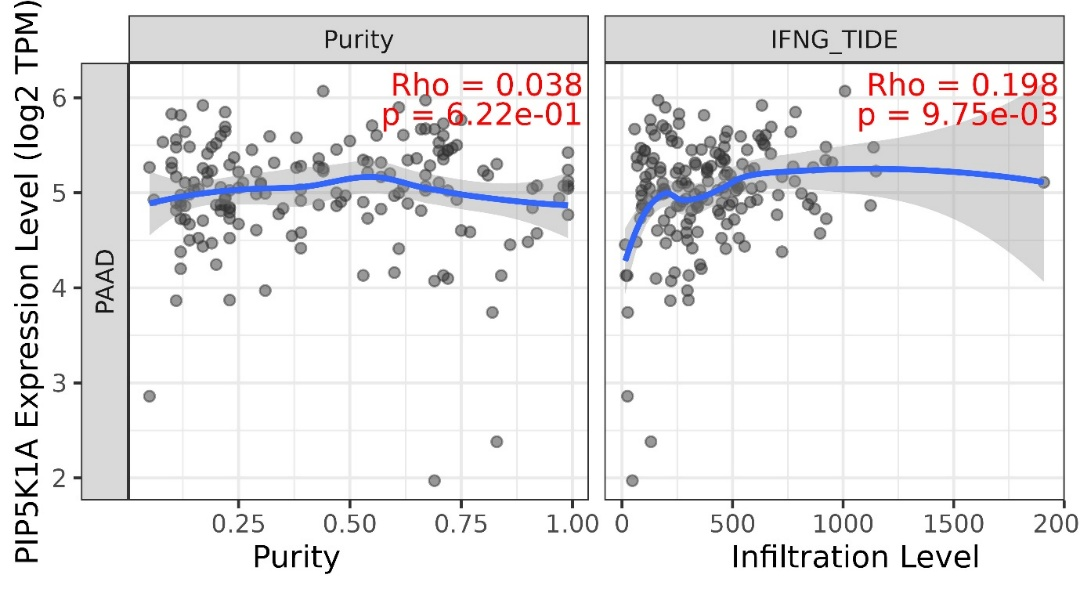 PIP5K1A Expression Level (log2 TPM)
PAAD
Purity
IFNG_TIDE
Rho = 0.038
p = 6.22e-01
Rho = 0.198
p = 9.75e-03
6
5
4
3
2
0.25 0.50 0.75 1.00
0 500 1000 1500 200
Purity
Infiltration Level